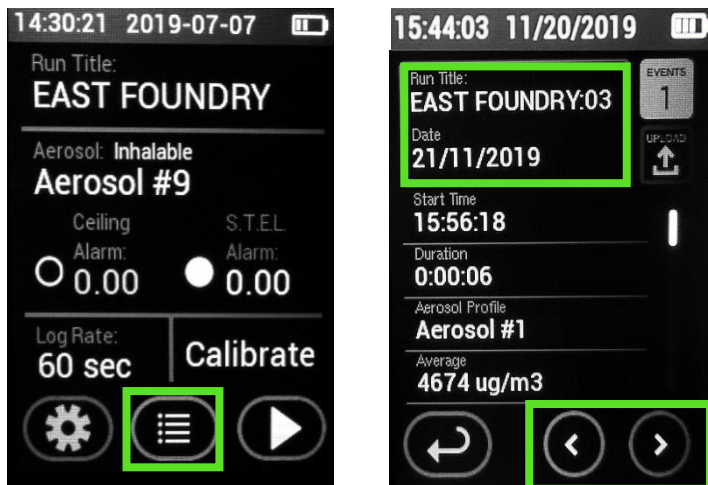 14:30:21 2019-07-07
Run Title:
EAST FOUNDRY
Aerosol: Inhalable
Aerosol #9
Ceiling S.T.E.L.
Alarm: Alarm:
0.00 0.00
Log Rate:
60 sec
Calibrate
15:44:03 11/20/2019
Run Title:
EAST FOUNDRY:03
Date
21/11/2019
EVENTS
1
UPLOAD
Start Time
15:56:18
Duration
0:00:06
Aerosol Profile
Aerosol #1
Average
4674 ug/m3